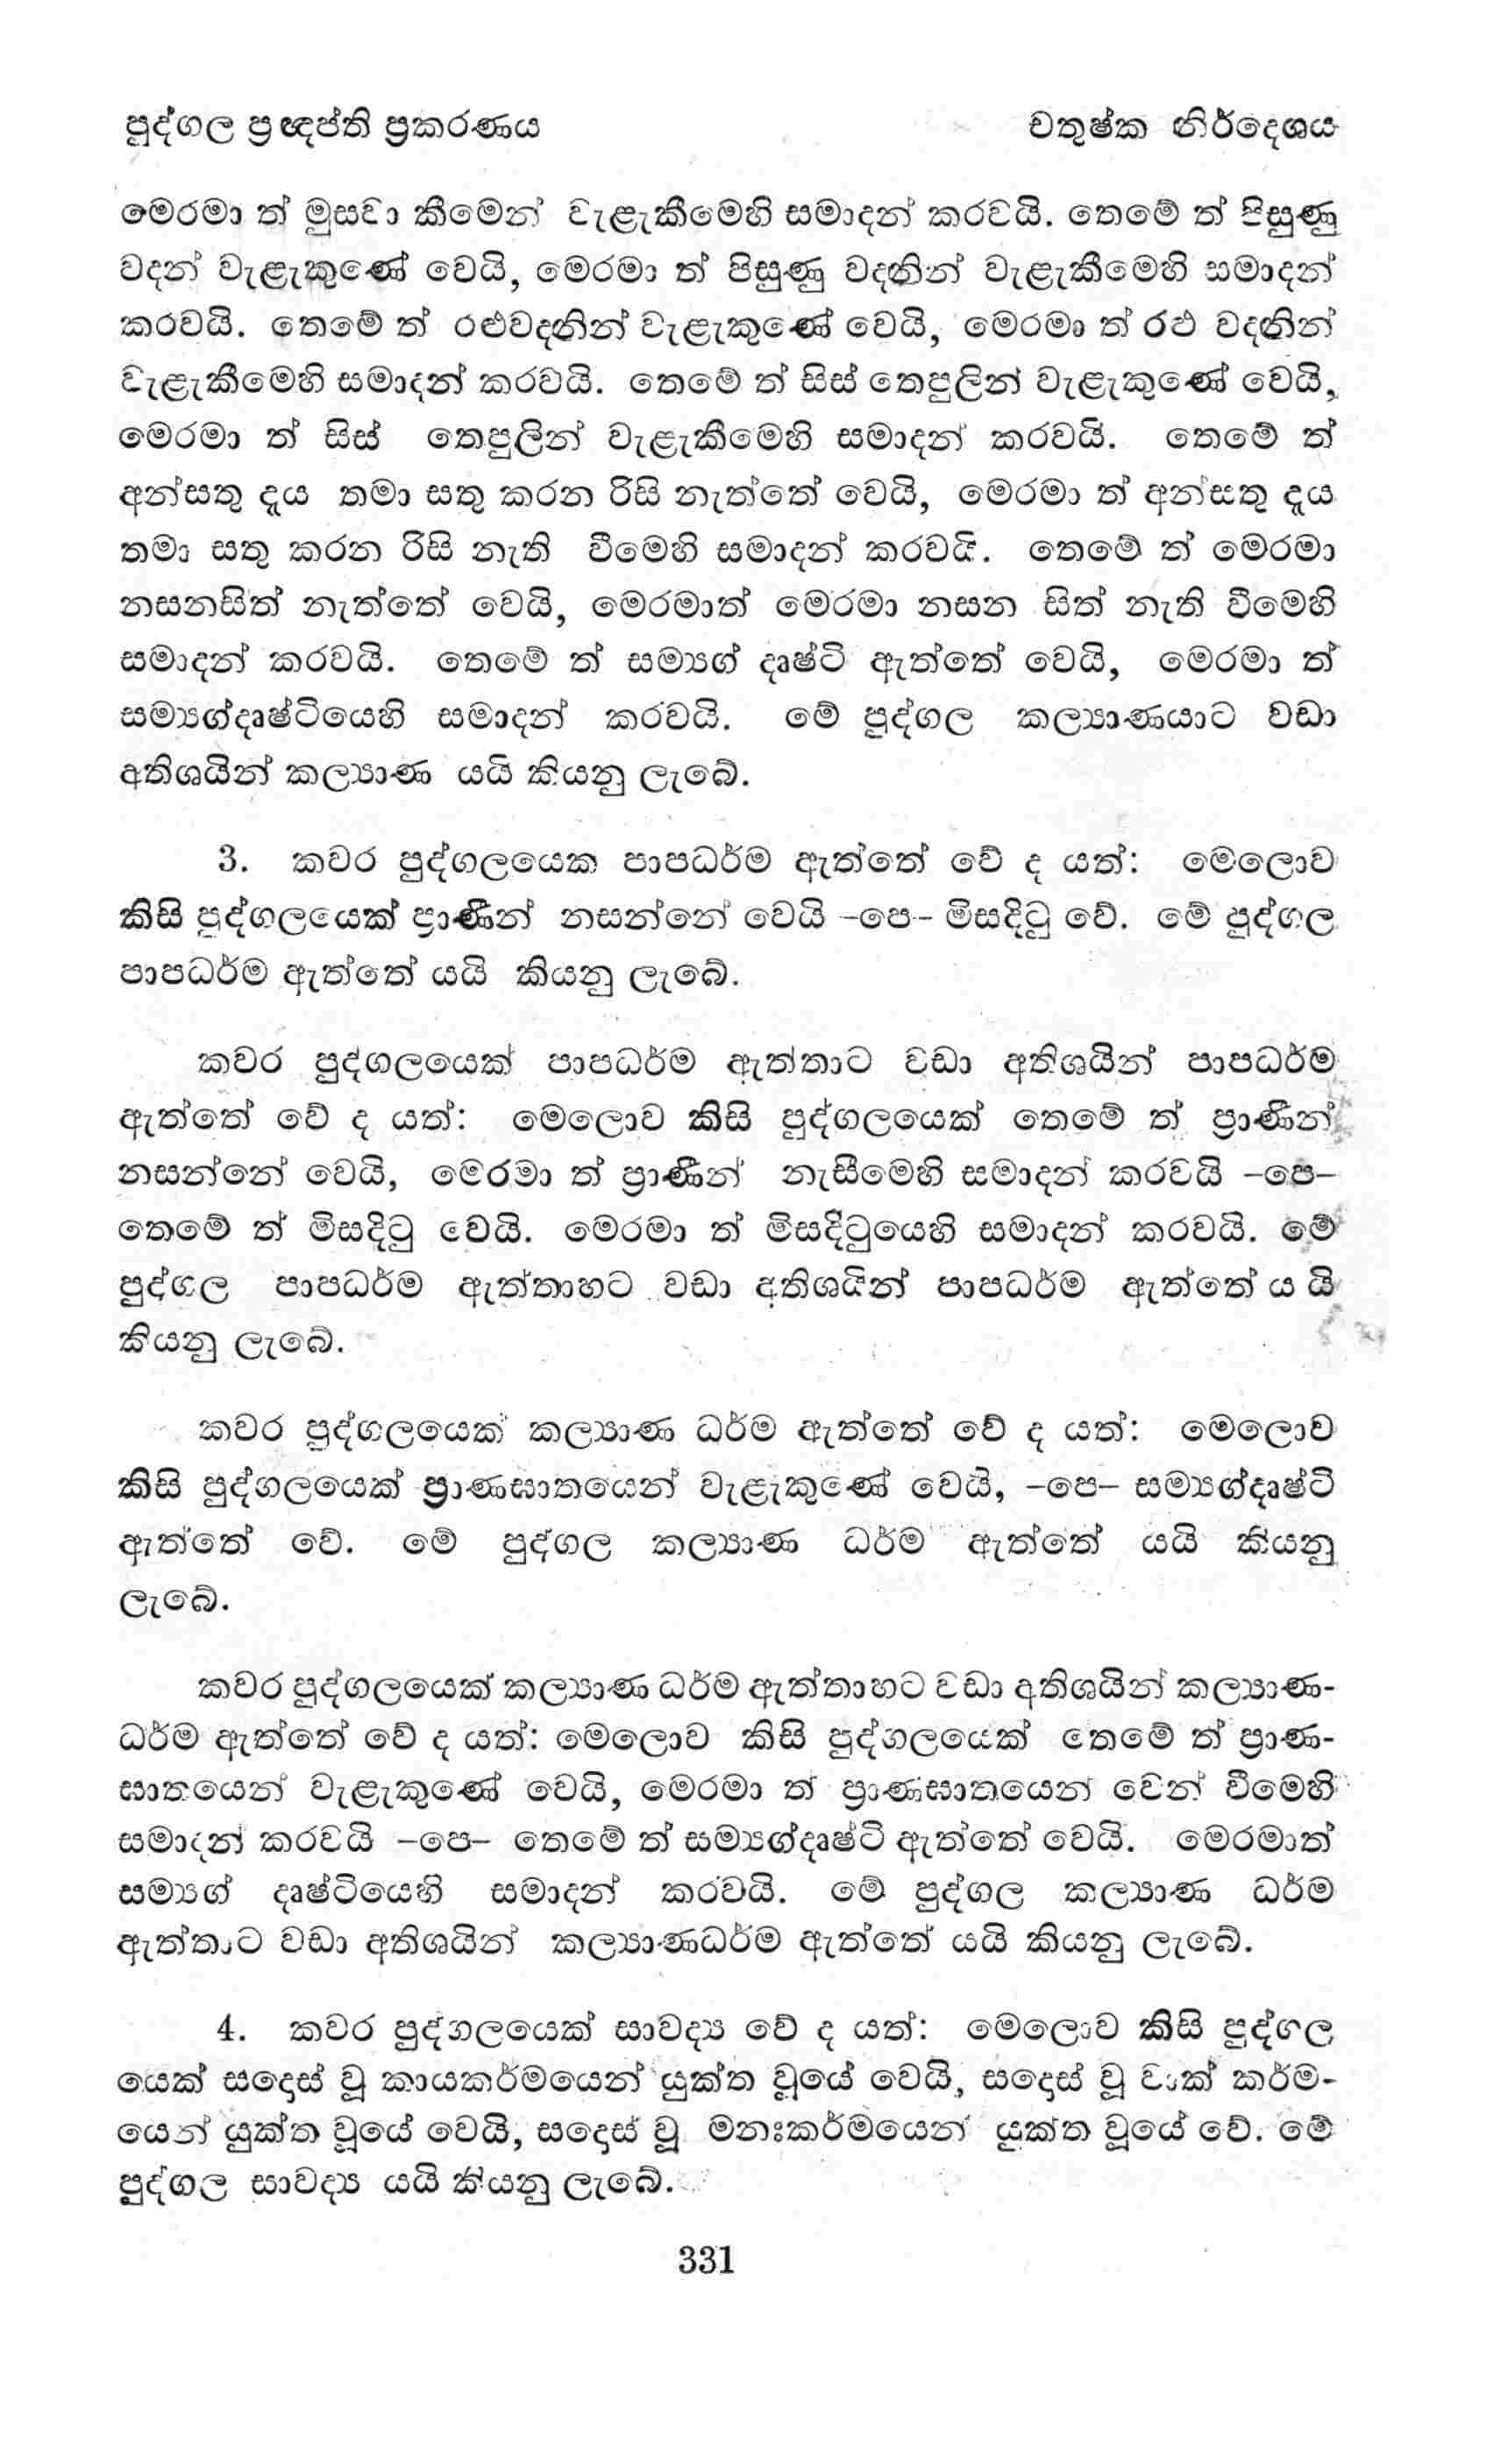 පුද්ගල ප්‍රඥප්ති ප්‍රකරණය
චතුෂ්ක නිර්දෙශය
මෙරමා ත් මුසවා කීමෙන් වැළැකීමෙහි සමාදන් කරවයි. තෙමේ ත් පිසුණු
වදන් වැළැකුණේ වෙයි, මෙරමා ත් පිසුණු වදනින් වැළැකීමෙහි සමාදන්
කරවයි. තෙමේ ත් රළුවදනින් වැළැකුණේ වෙයි, මෙරමා ත් රළු වදනින්
වැළැකීමෙහි සමාදන් කරවයි. තෙමේ ත් සිස් තෙපුලින් වැළැකුණේ වෙයි,
මෙරමා ත් සිස් තෙපුලින් වැළැකීමෙහි සමාදන් කරවයි. තෙමේ ත්
අන්සතු දැය තමා සතු කරන රිසි නැත්තේ වෙයි, මෙරමා ත් අන්සතු දැය
තමා සතු කරන රිසි නැති වීමෙහි සමාදන් කරවයි. තෙමේ ත් මෙරමා
නසනසිත් නැත්තේ වෙයි, මෙරමාත් මෙරමා නසන සිත් නැති වීමෙහි
සමාදන් කරවයි. තෙමේ ත් සම්‍යග් දෘෂ්ටි ඇත්තේ වෙයි, මෙරමා ත්
සම්‍යග්දෘෂ්ටියෙහි සමාදන් කරවයි. මේ පුද්ගල කල්‍යාණයාට වඩා
අතිශයින් කල්‍යාණ යයි කියනු ලැබේ.
3. කවර පුද්ගලයෙක පාපධර්ම ඇත්තේ වේ ද යත්: මෙලොව
කිසි පුද්ගලයෙක් ප්‍රාණීන් නසන්නේ වෙයි –පෙ– මිසදිටු වේ. මේ පුද්ගල
පාපධර්ම ඇත්තේ යයි කියනු ලැබේ.
කවර පුද්ගලයෙක් පාපධර්ම ඇත්තාට වඩා අතිශයින් පාපධර්ම
ඇත්තේ වේ ද යත්: මෙලොව කිසි පුද්ගලයෙක් තෙමේ ත් ප්‍රාණීන්
නසන්නේ වෙයි, මෙරමා ත් ප්‍රාණීන් නැසීමෙහි සමාදන් කරවයි –පෙ–
තෙමේ ත් මිසදිටු වෙයි. මෙරමා ත් මිසදිටුයෙහි සමාදන් කරවයි. මේ
පුද්ගල පාපධර්ම ඇත්තාහට වඩා අතිශයින් පාපධර්ම ඇත්තේ ය යි
කියනු ලැබේ.
කවර පුද්ගලයෙක් කල්‍යාණ ධර්ම ඇත්තේ වේ ද යත්: මෙලොව
කිසි පුද්ගලයෙක් ප්‍රාණඝාතයෙන් වැළැකුණේ වෙයි, –පෙ– සම්‍යග්දෘෂ්ටි
ඇත්තේ වේ. මේ පුද්ගල කල්‍යාණ ධර්ම ඇත්තේ යයි කියනු
ලැබේ.
කවර පුද්ගලයෙක් කල්‍යාණ ධර්ම ඇත්තාහට වඩා අතිශයින් කල්‍යාණ-
ධර්ම ඇත්තේ වේ ද යත්: මෙලොව කිසි පුද්ගලයෙක් තෙමේ ත් ප්‍රාණ-
ඝාතයෙන් වැළැකුණේ වෙයි, මෙරමා ත් ප්‍රාණඝාතයෙන් වෙන් වීමෙහි
සමාදන් කරවයි –පෙ– තෙමේ ත් සම්‍යග්දෘෂ්ටි ඇත්තේ වෙයි. මෙරමාත්
සම්‍යග් දෘෂ්ටියෙහි සමාදන් කරවයි. මේ පුද්ගල කල්‍යාණ ධර්ම
ඇත්තාට වඩා අතිශයින් කල්‍යාණධර්ම ඇත්තේ යයි කියනු ලැබේ.
4. කවර පුද්ගලයෙක් සාවද්‍ය වේ ද යත්: මෙලොව කිසි පුද්ගල
යෙක් සදොස් වූ කායකර්මයෙන් යුක්ත වූයේ වෙයි, සදොස් වූ වාක් කර්ම-
යෙන් යුක්ත වූයේ වෙයි, සදොස් වූ මනඃකර්මයෙන් යුක්ත වූයේ වේ. මේ
පුද්ගල සාවද්‍ය යයි කියනු ලැබේ.
331